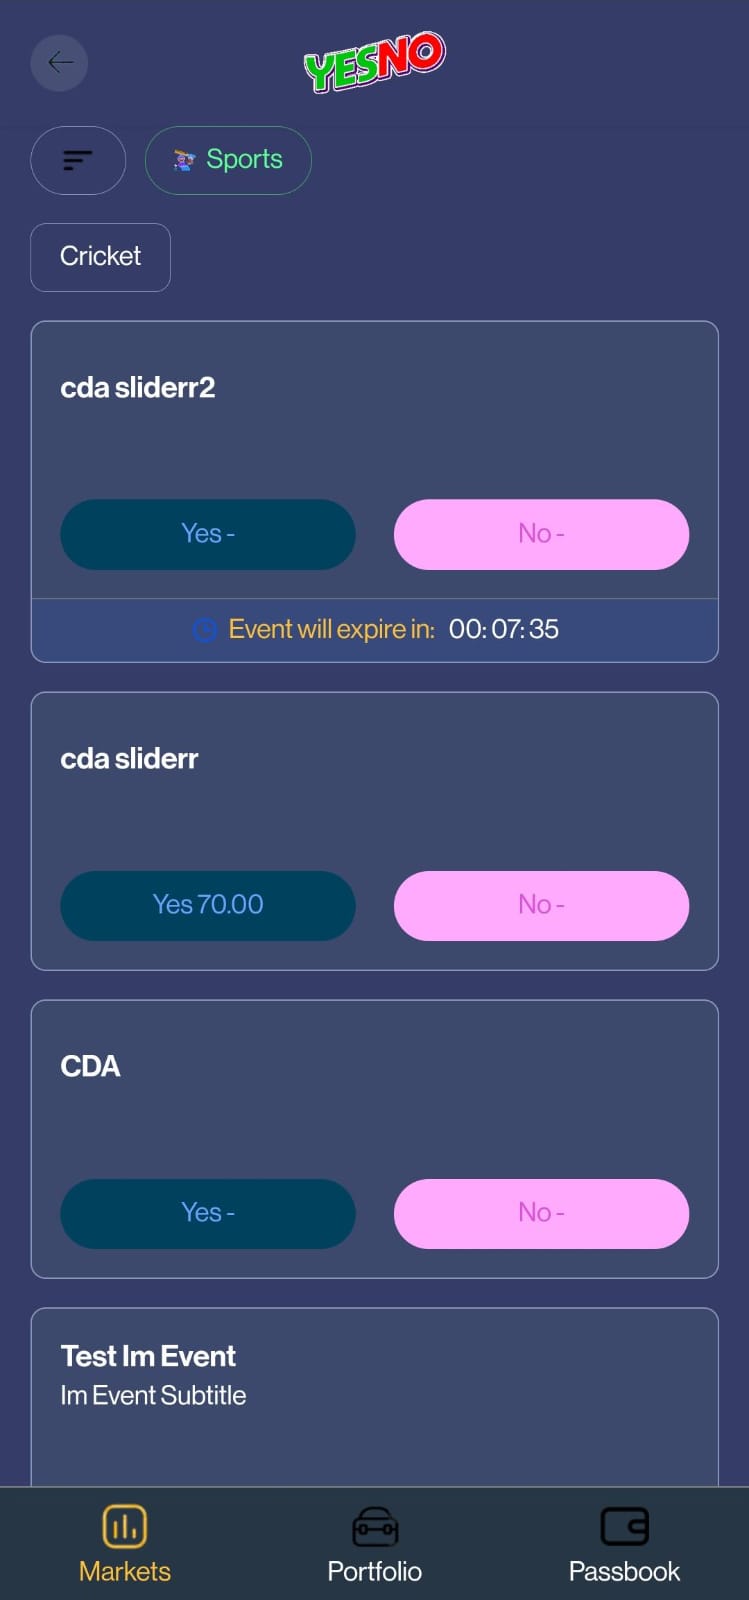 YESNO
Sports
Cricket
cda sliderr2
Yes - No -
Event will expire in: 00: 07: 35
cda sliderr
Yes 70.00 No -
CDA
Yes - No -
Test Im Event
Im Event Subtitle
Markets Portfolio Passbook